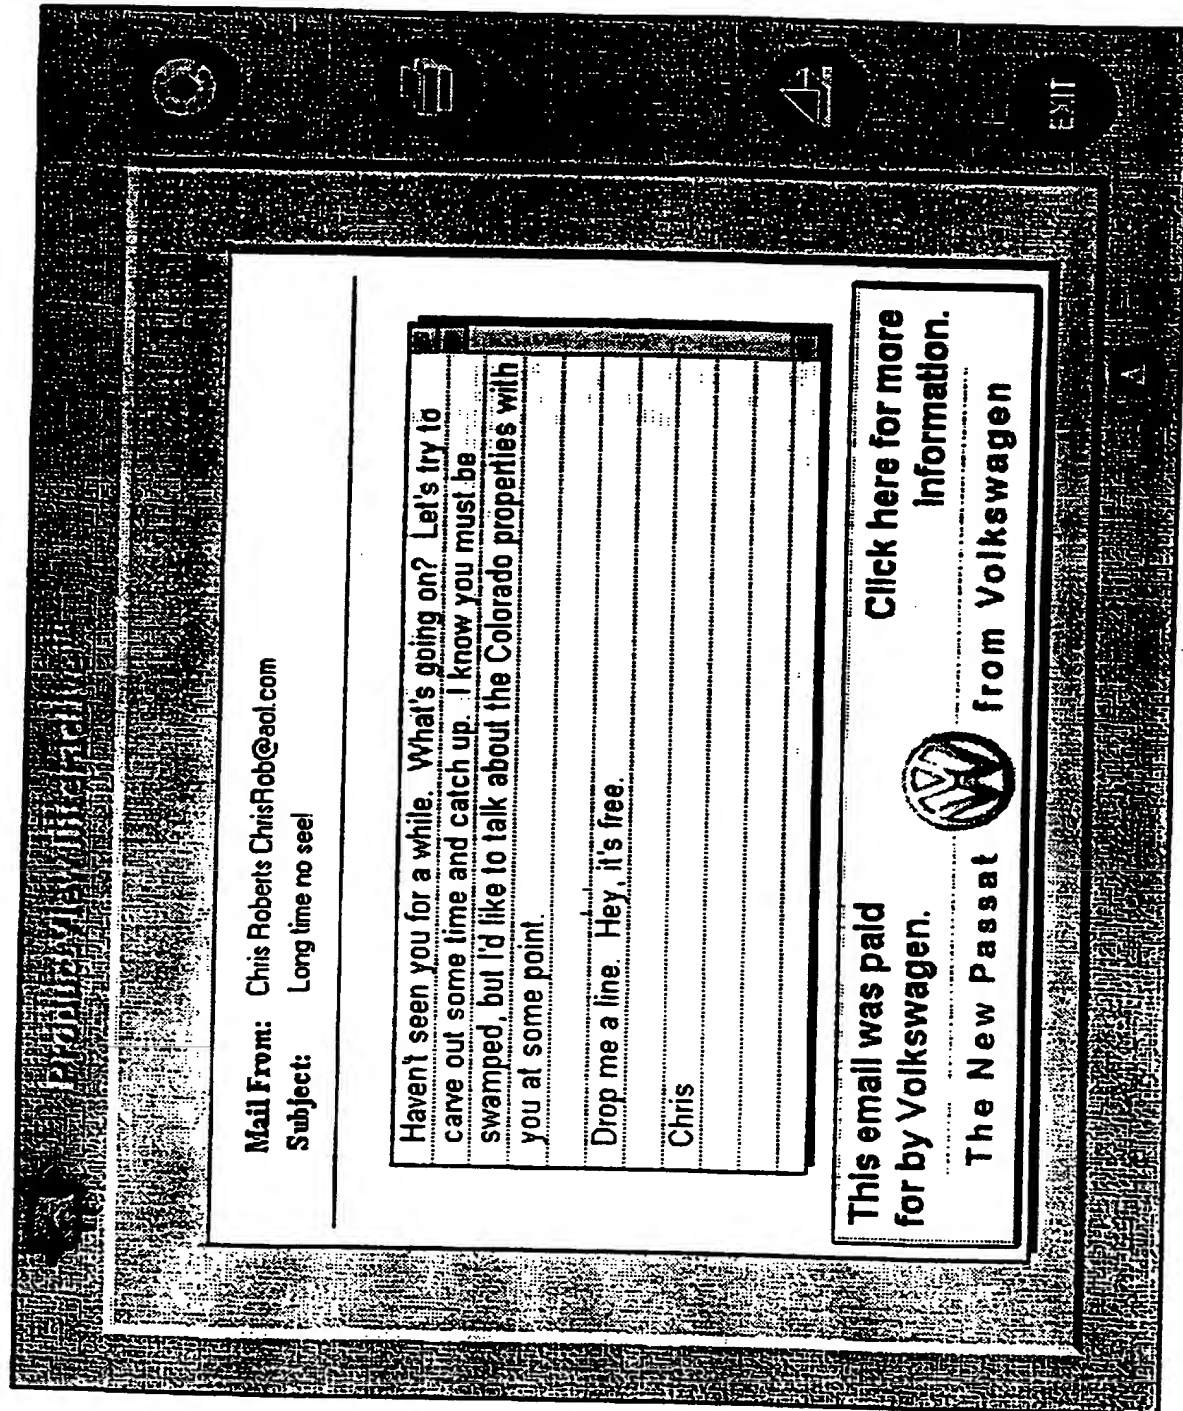 ProductViewInteractive
Mail From: Chris Roberts ChrisRob@aol.com
Subject: Long time no see!
Haven't seen you for a while. What's going on? Let's try to
carve out some time and catch up. I know you must be
swamped, but I'd like to talk about the Colorado properties with
you at some point.
Drop me a line. Hey, it's free.
Chris
This email was paid
for by Volkswagen.
Click here for more
Information.
The New Passat
from Volkswagen
EXIT